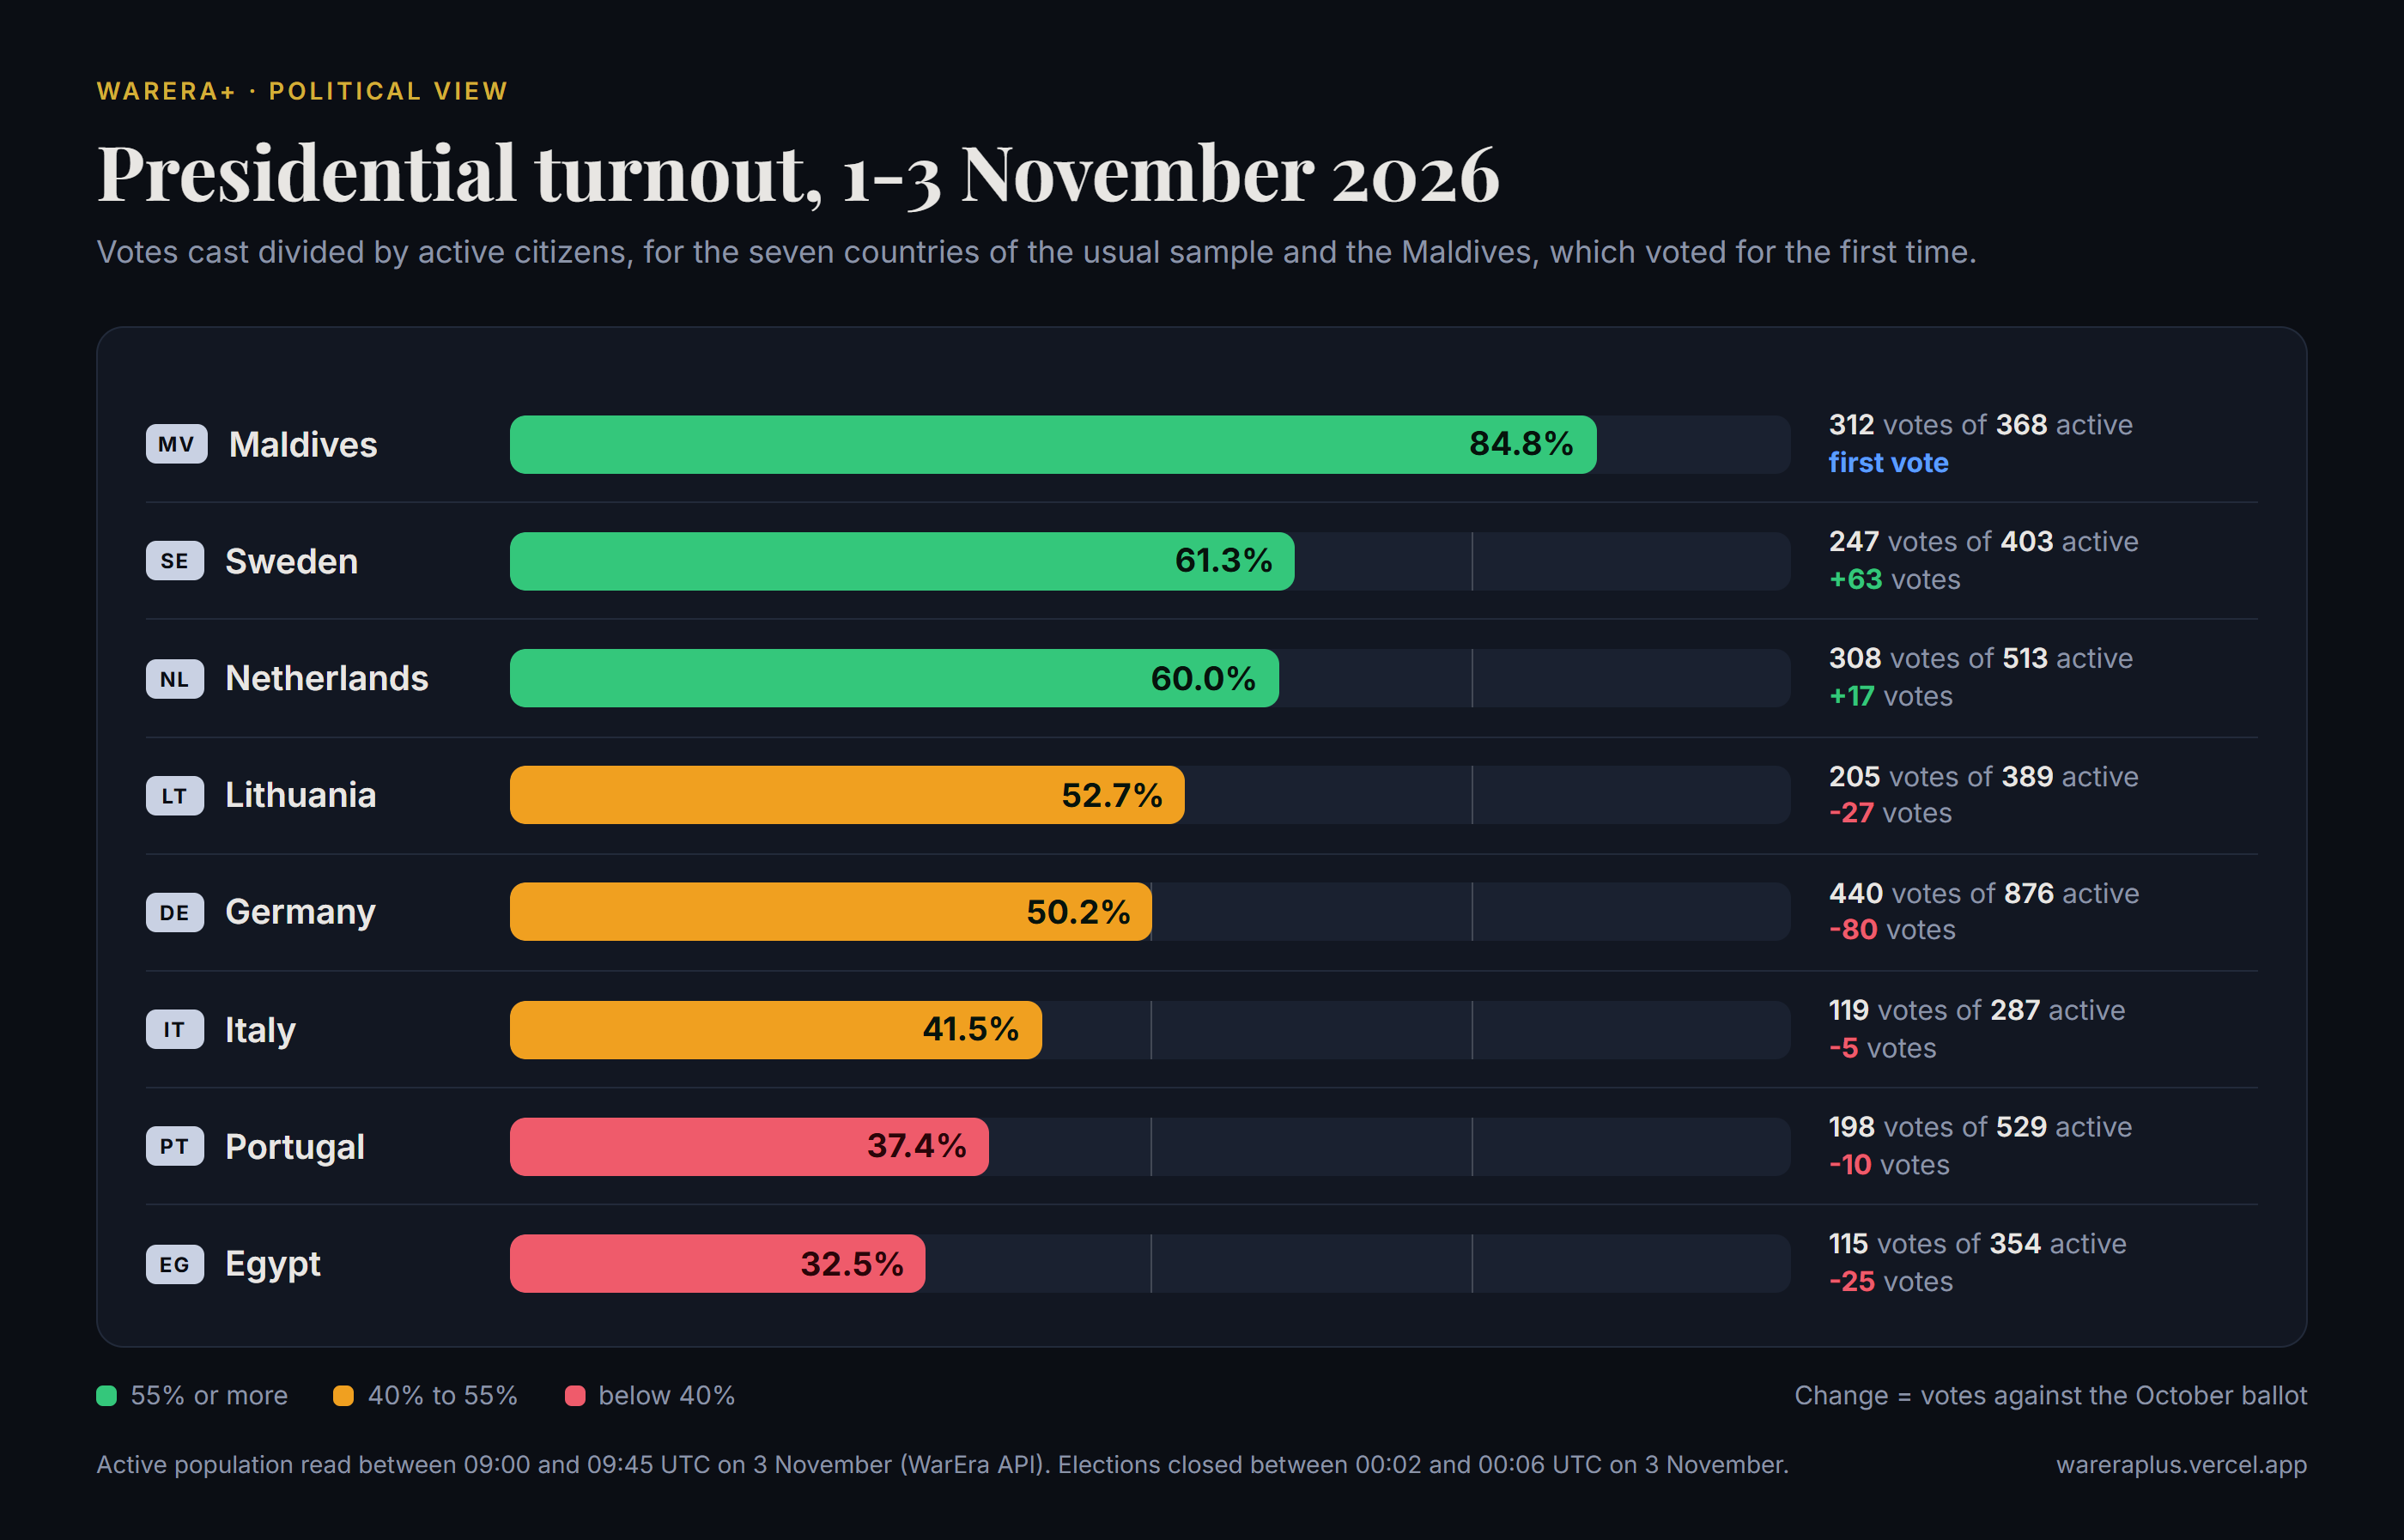 WARERA+ · POLITICAL VIEW
Presidential turnout, 1–3 November 2026
Votes cast divided by active citizens, for the seven countries of the usual sample and the Maldives, which voted for the first time.
MV Maldives 84.8% 312 votes of 368 active
first vote
SE Sweden 61.3% 247 votes of 403 active
+63 votes
NL Netherlands 60.0% 308 votes of 513 active
+17 votes
LT Lithuania 52.7% 205 votes of 389 active
-27 votes
DE Germany 50.2% 440 votes of 876 active
-80 votes
IT Italy 41.5% 119 votes of 287 active
-5 votes
PT Portugal 37.4% 198 votes of 529 active
-10 votes
EG Egypt 32.5% 115 votes of 354 active
-25 votes
55% or more 40% to 55% below 40% Change = votes against the October ballot
Active population read between 09:00 and 09:45 UTC on 3 November (WarEra API). Elections closed between 00:02 and 00:06 UTC on 3 November. wareraplus.vercel.app